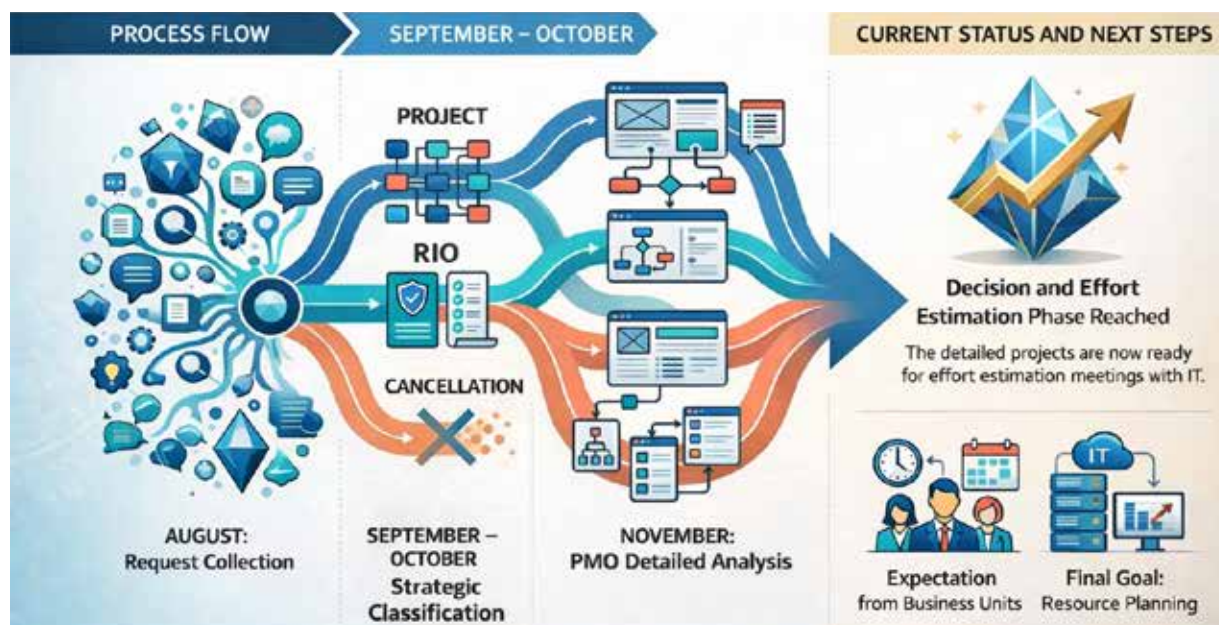 PROCESS FLOW
SEPTEMBER – OCTOBER
CURRENT STATUS AND NEXT STEPS
PROJECT
RIO
CANCELLATION
AUGUST:
Request Collection
SEPTEMBER –
OCTOBER
Strategic
Classification
NOVEMBER:
PMO Detailed Analysis
Decision and Effort
Estimation Phase Reached
The detailed projects are now ready
for effort estimation meetings with IT.
IT
Expectation
from Business Units
Final Goal:
Resource Planning